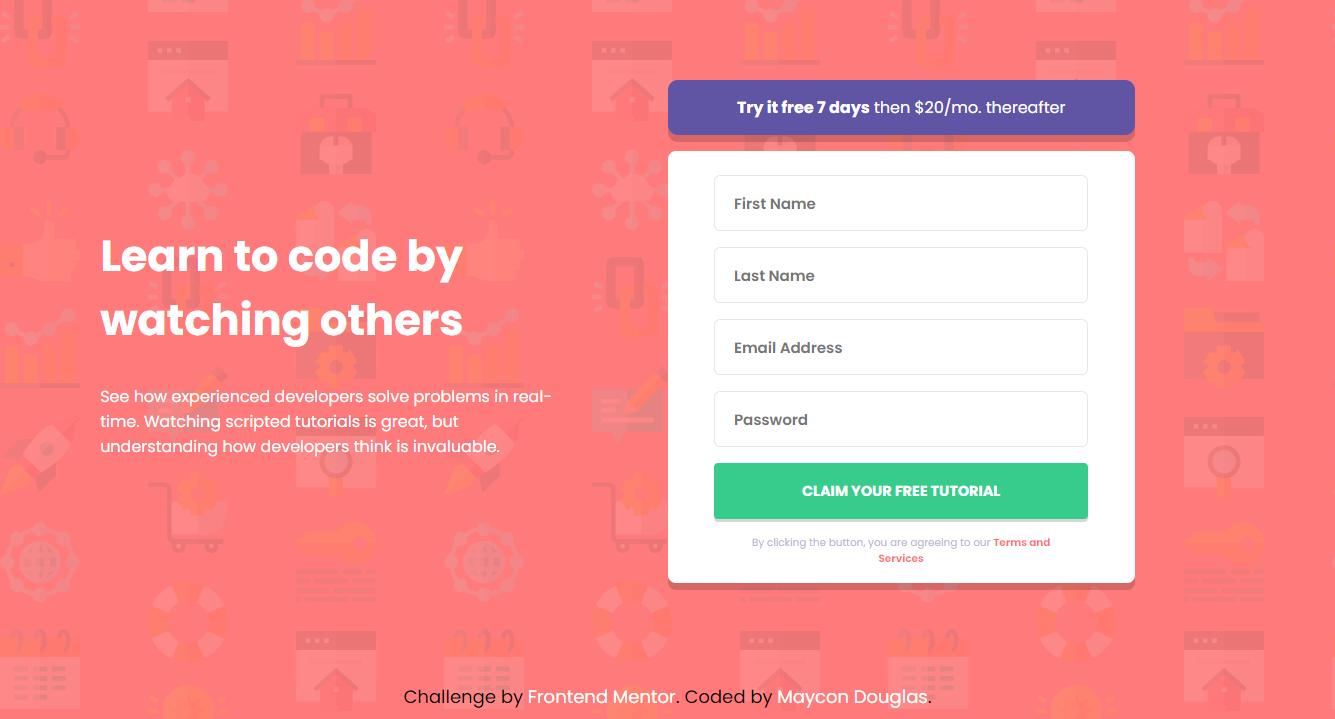 Try it free 7 days then $20/mo. thereafter
Learn to code by
watching others
See how experienced developers solve problems in real-
time. Watching scripted tutorials is great, but
understanding how developers think is invaluable.
First Name
Last Name
Email Address
Password
CLAIM YOUR FREE TUTORIAL
By clicking the button, you are agreeing to our Terms and
Services
Challenge by Frontend Mentor. Coded by Maycon Douglas.